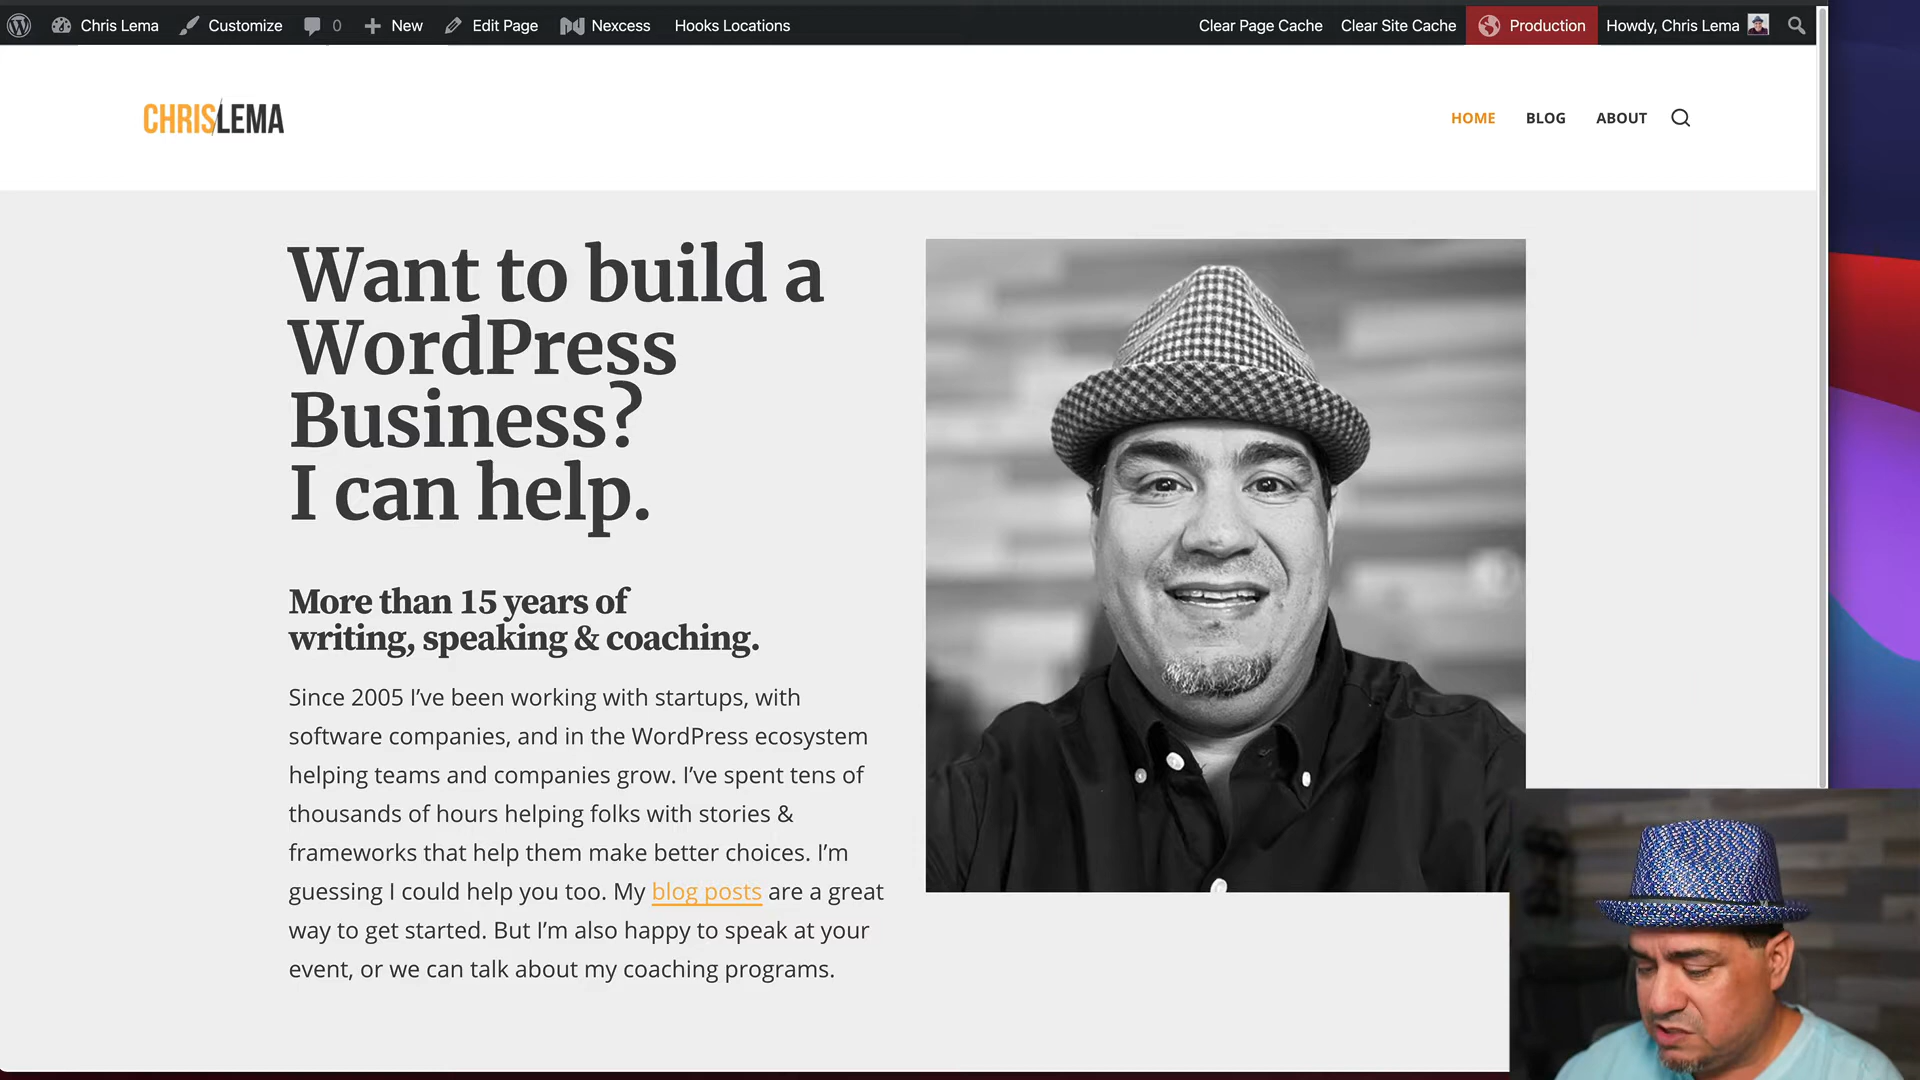 Chris Lema Customize 0 New Edit Page Nexcess Hooks Locations Clear Page Cache Clear Site Cache Production Howdy, Chris Lema
CHRISLEMA HOME BLOG ABOUT
Want to build a
WordPress
Business?
I can help.
More than 15 years of
writing, speaking & coaching.
Since 2005 I’ve been working with startups, with
software companies, and in the WordPress ecosystem
helping teams and companies grow. I’ve spent tens of
thousands of hours helping folks with stories &
frameworks that help them make better choices. I’m
guessing I could help you too. My blog posts are a great
way to get started. But I’m also happy to speak at your
event, or we can talk about my coaching programs.